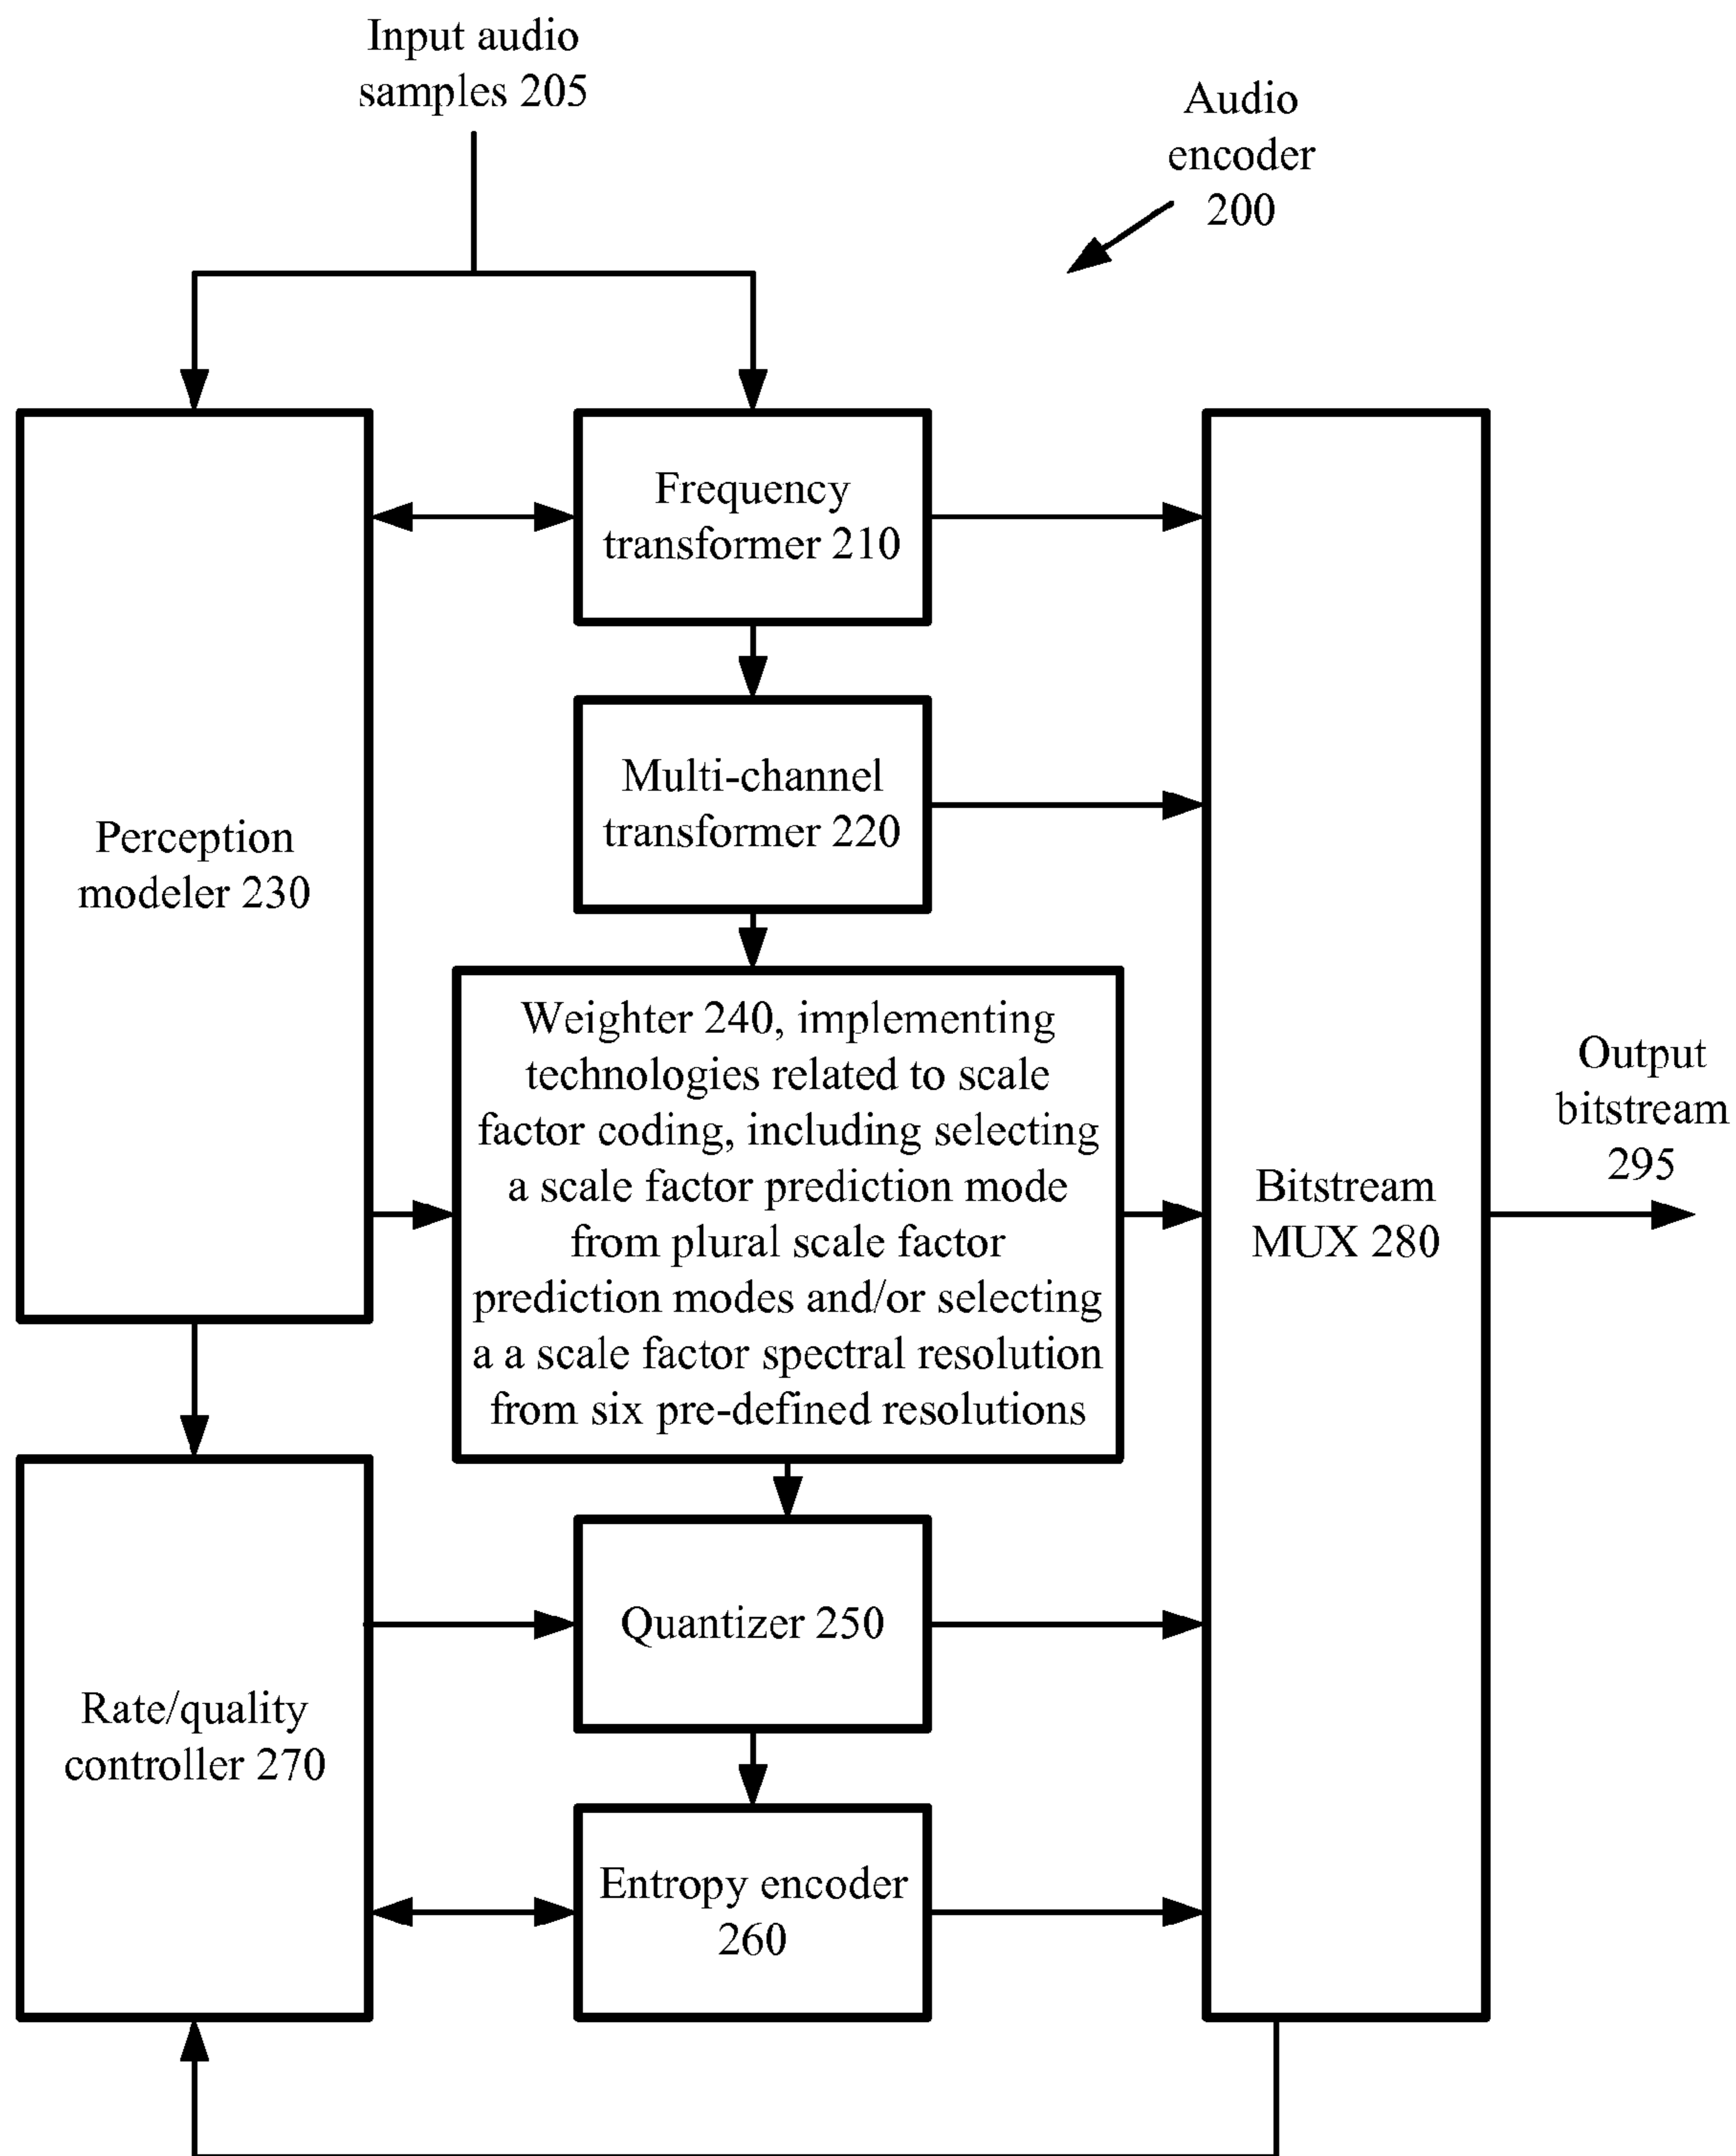 Input audio
samples 205
Audio
encoder
200
Frequency
transformer 210
Multi-channel
transformer 220
Perception
modeler 230
Weighter 240, implementing
technologies related to scale
factor coding, including selecting
a scale factor prediction mode
from plural scale factor
prediction modes and/or selecting
a a scale factor spectral resolution
from six pre-defined resolutions
Bitstream
MUX 280
Output
bitstream
295
Quantizer 250
Rate/quality
controller 270
Entropy encoder
260